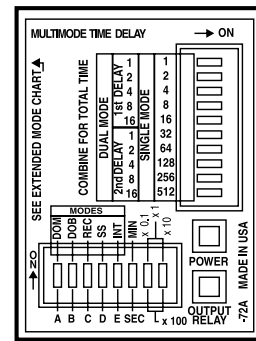 MULTIMODE TIME DELAY
→ ON
SEE EXTENDED MODE CHART
COMBINE FOR TOTAL TIME
DUAL MODE
1st DELAY
1
2
4
8
16
2nd DELAY
1
2
4
8
16
SINGLE MODE
1
2
4
8
16
32
64
128
256
512
MODES
DOM
DOB
REC
SS
INT
MIN
x 0.1
x 1
x 10
ON
A B C D E SEC
x 100
POWER
OUTPUT
RELAY
MADE IN USA
-72A